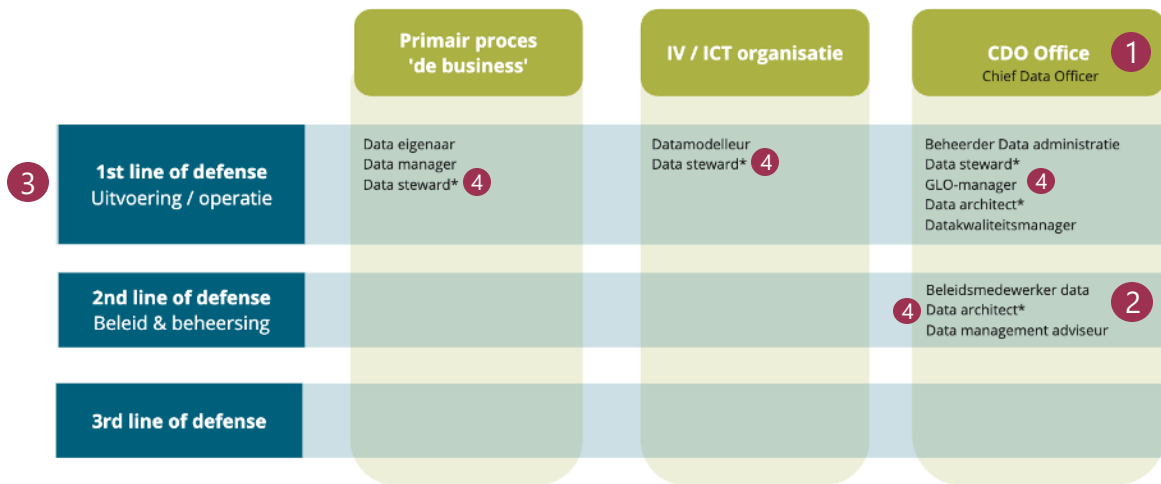 Primair proces
'de business'
IV / ICT organisatie
CDO Office
Chief Data Officer
1
3
1st line of defense
Uitvoering / operatie
Data eigenaar
Data manager
Data steward*
4
Datamodelleur
Data steward*
4
Beheerder Data administratie
Data steward*
GLO-manager
4
Data architect*
Datakwaliteitsmanager
2nd line of defense
Beleid & beheersing
Beleidsmedewerker data
4
Data architect*
Data management adviseur
2
3rd line of defense